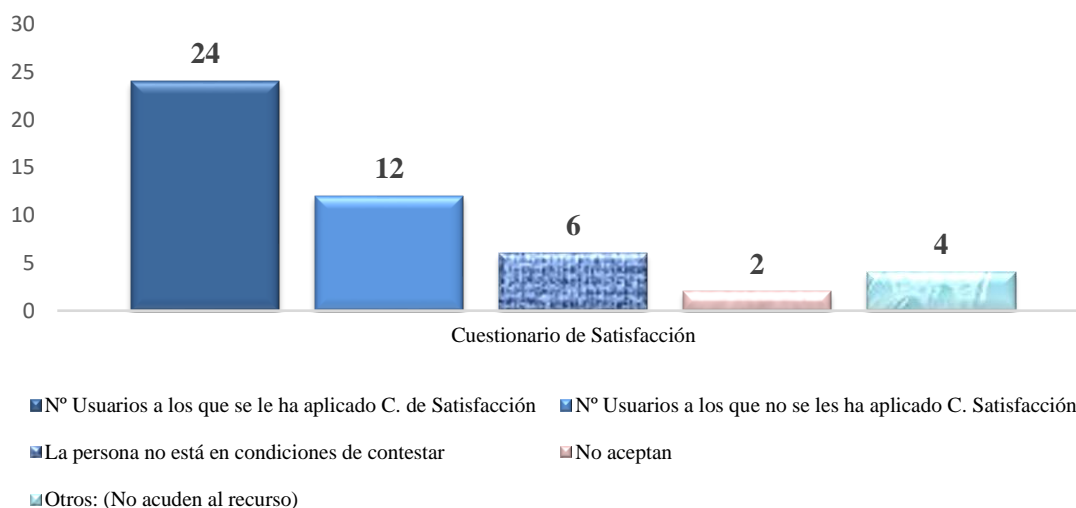 30
25
20
15
10
5
0
24
12
6
2
4
Cuestionario de Satisfacción
Nº Usuarios a los que se le ha aplicado C. de Satisfacción
Nº Usuarios a los que no se les ha aplicado C. Satisfacción
La persona no está en condiciones de contestar
No aceptan
Otros: (No acuden al recurso)